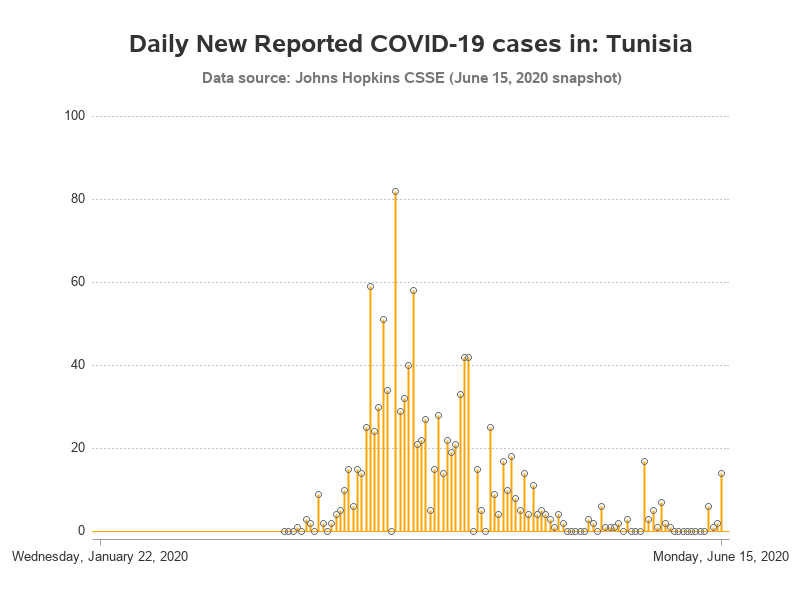 Daily New Reported COVID-19 cases in: Tunisia
Data source: Johns Hopkins CSSE (June 15, 2020 snapshot)
100
80
60
40
20
0
Wednesday, January 22, 2020
Monday, June 15, 2020